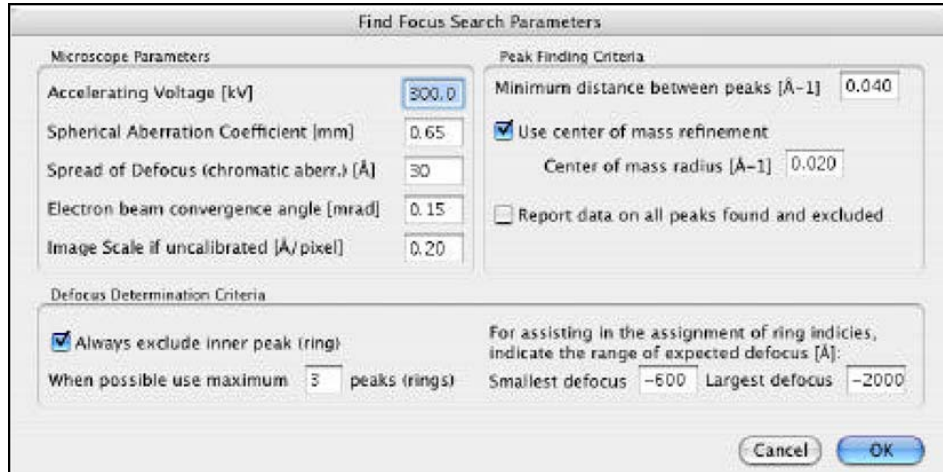 Find Focus Search Parameters
Microscope Parameters
Accelerating Voltage [kV] 300.0
Spherical Aberration Coefficient [mm] 0.65
Spread of Defocus (chromatic aberr.) [Å] 30
Electron beam convergence angle [mrad] 0.15
Image Scale if uncalibrated [Å/pixel] 0.20
Peak Finding Criteria
Minimum distance between peaks [Å-1] 0.040
Use center of mass refinement
Center of mass radius [Å-1] 0.020
Report data on all peaks found and excluded
Defocus Determination Criteria
Always exclude inner peak (ring)
When possible use maximum 3 peaks (rings)
For assisting in the assignment of ring indicies,
indicate the range of expected defocus [Å]:
Smallest defocus -600 Largest defocus -2000
Cancel OK